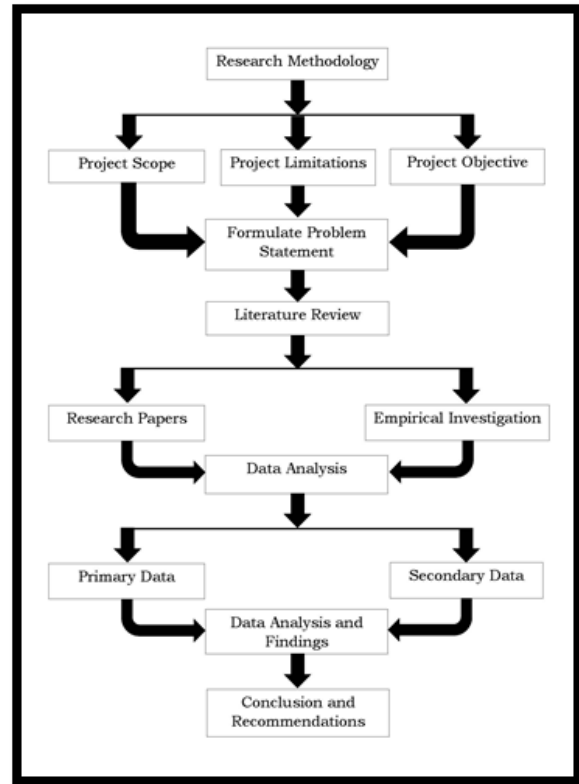 Research Methodology
Project Scope
Project Limitations
Project Objective
Formulate Problem
Statement
Literature Review
Research Papers
Empirical Investigation
Data Analysis
Primary Data
Secondary Data
Data Analysis and
Findings
Conclusion and
Recommendations